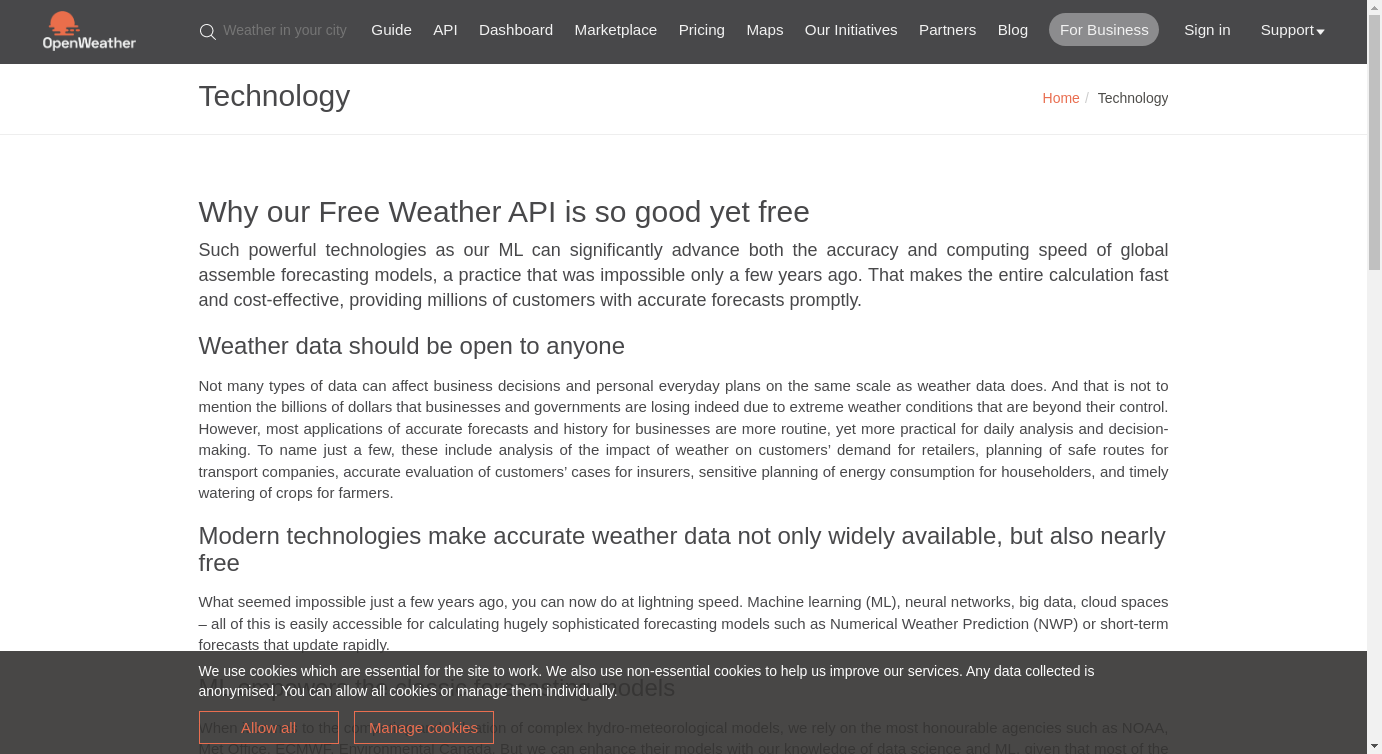 OpenWeather
Weather in your city
Guide
API
Dashboard
Marketplace
Pricing
Maps
Our Initiatives
Partners
Blog
For Business
Sign in
Support
Technology
Home / Technology
Why our Free Weather API is so good yet free
Such powerful technologies as our ML can significantly advance both the accuracy and computing speed of global
assemble forecasting models, a practice that was impossible only a few years ago. That makes the entire calculation fast
and cost-effective, providing millions of customers with accurate forecasts promptly.
Weather data should be open to anyone
Not many types of data can affect business decisions and personal everyday plans on the same scale as weather data does. And that is not to
mention the billions of dollars that businesses and governments are losing indeed due to extreme weather conditions that are beyond their control.
However, most applications of accurate forecasts and history for businesses are more routine, yet more practical for daily analysis and decision-
making. To name just a few, these include analysis of the impact of weather on customers’ demand for retailers, planning of safe routes for
transport companies, accurate evaluation of customers’ cases for insurers, sensitive planning of energy consumption for householders, and timely
watering of crops for farmers.
Modern technologies make accurate weather data not only widely available, but also nearly
free
What seemed impossible just a few years ago, you can now do at lightning speed. Machine learning (ML), neural networks, big data, cloud spaces
– all of this is easily accessible for calculating hugely sophisticated forecasting models such as Numerical Weather Prediction (NWP) or short-term
forecasts that update rapidly.
We use cookies which are essential for the site to work. We also use non-essential cookies to help us improve our services. Any data collected is
anonymised. You can allow all cookies or manage them individually.
models
Allow all
Manage cookies
When to the of complex hydro-meteorological models, we rely on the most honourable agencies such as NOAA,
Met Office, ECMWF, Environmental Canada. But we can enhance their models with our knowledge of data science and ML, given that most of the